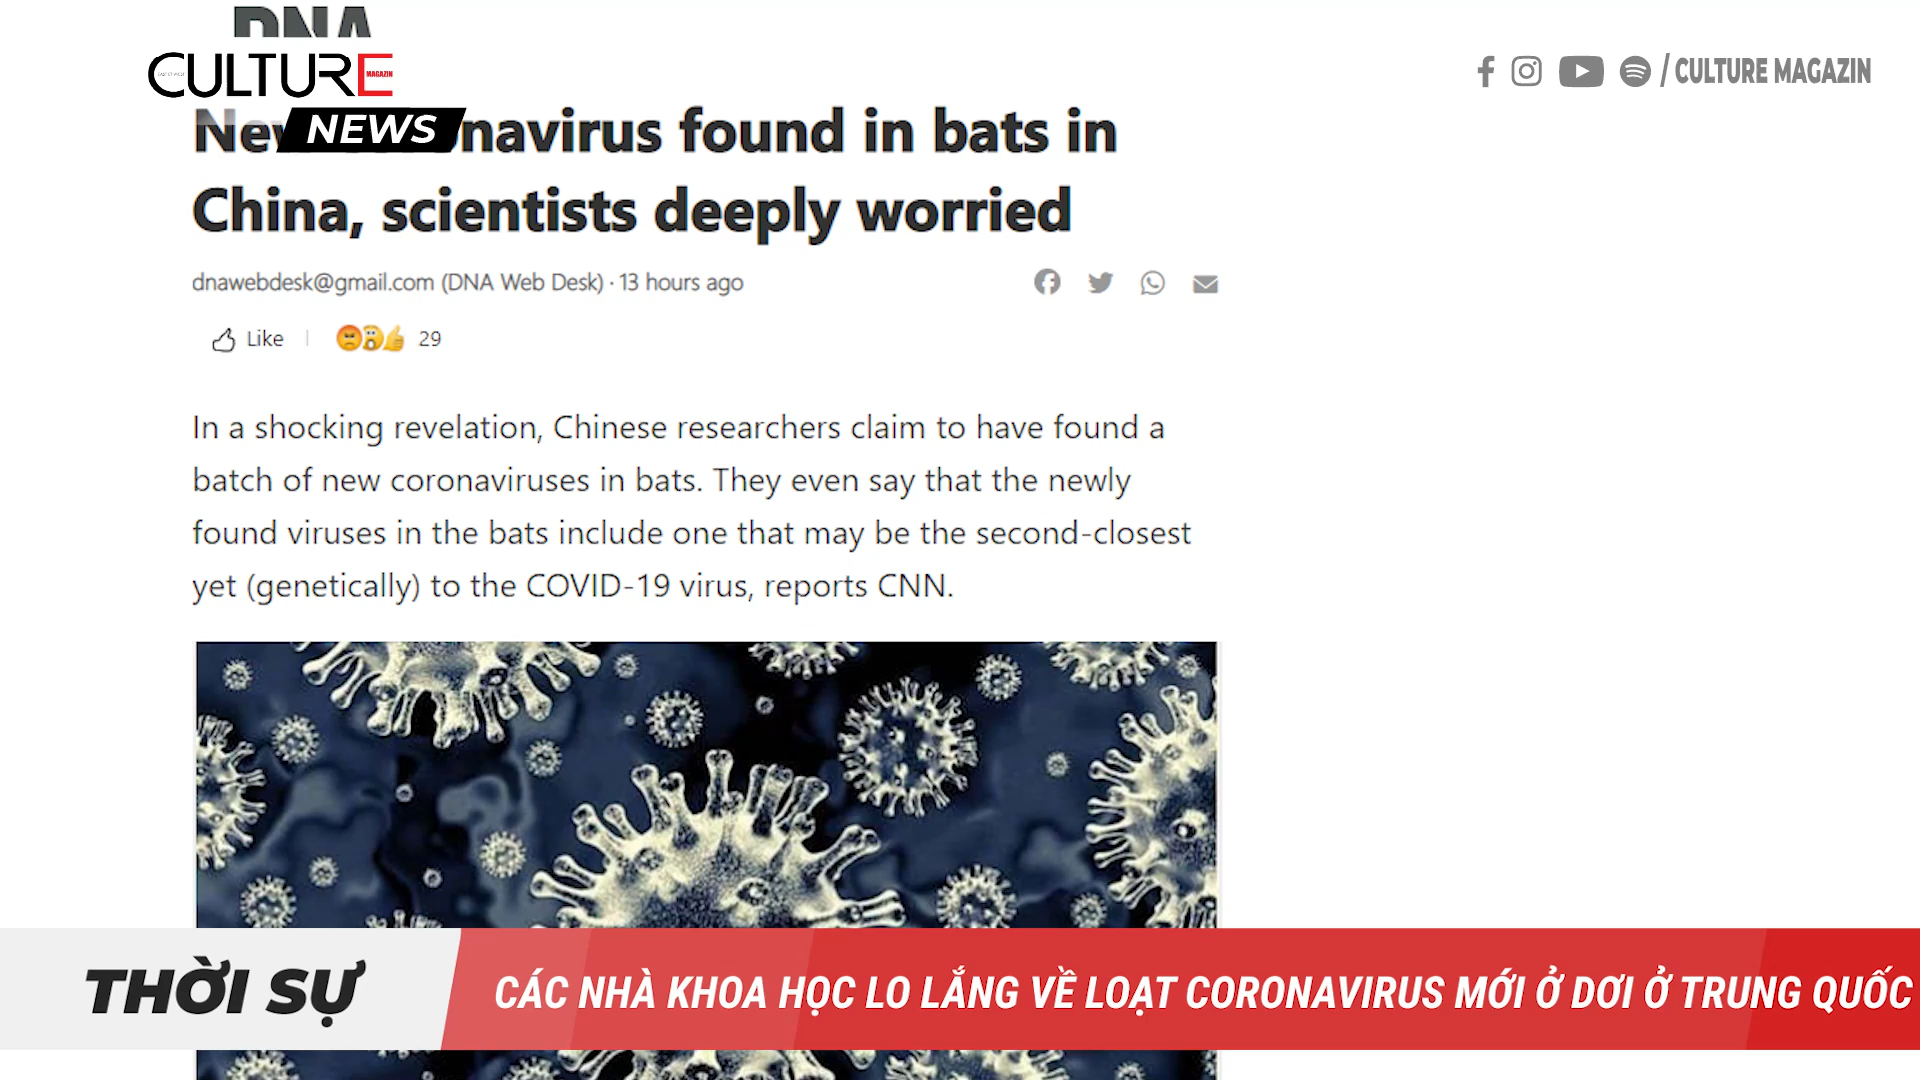 DNA
CULTURE
MAGAZIN
NEWS
/ CULTURE MAGAZIN
navirus found in bats in
China, scientists deeply worried
dnawebdesk@gmail.com (DNA Web Desk) · 13 hours ago
Like
29
In a shocking revelation, Chinese researchers claim to have found a
batch of new coronaviruses in bats. They even say that the newly
found viruses in the bats include one that may be the second-closest
yet (genetically) to the COVID-19 virus, reports CNN.
THỜI SỰ
CÁC NHÀ KHOA HỌC LO LẮNG VỀ LOẠT CORONAVIRUS MỚI Ở DƠI Ở TRUNG QUỐC